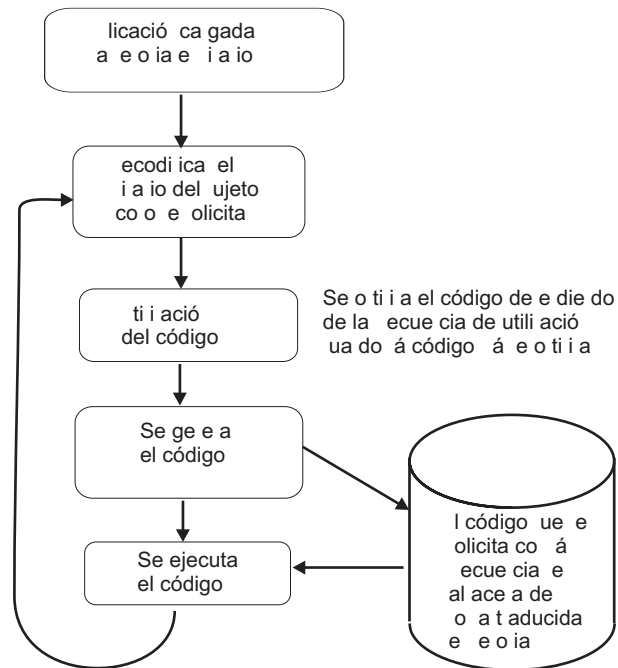 licació ca gada
a e o ia e i a io
ecodi ica el
i a io del ujeto
co o e olicita
ti i ació
del código
Se o ti i a el código de e die do
de la ecue cia de utili ació
ua do á código á e o ti i a
Se ge e a
el código
Se ejecuta
el código
l código ue e
olicita co á
ecue cia e
al ace a de
o a t aducida
e e o ia